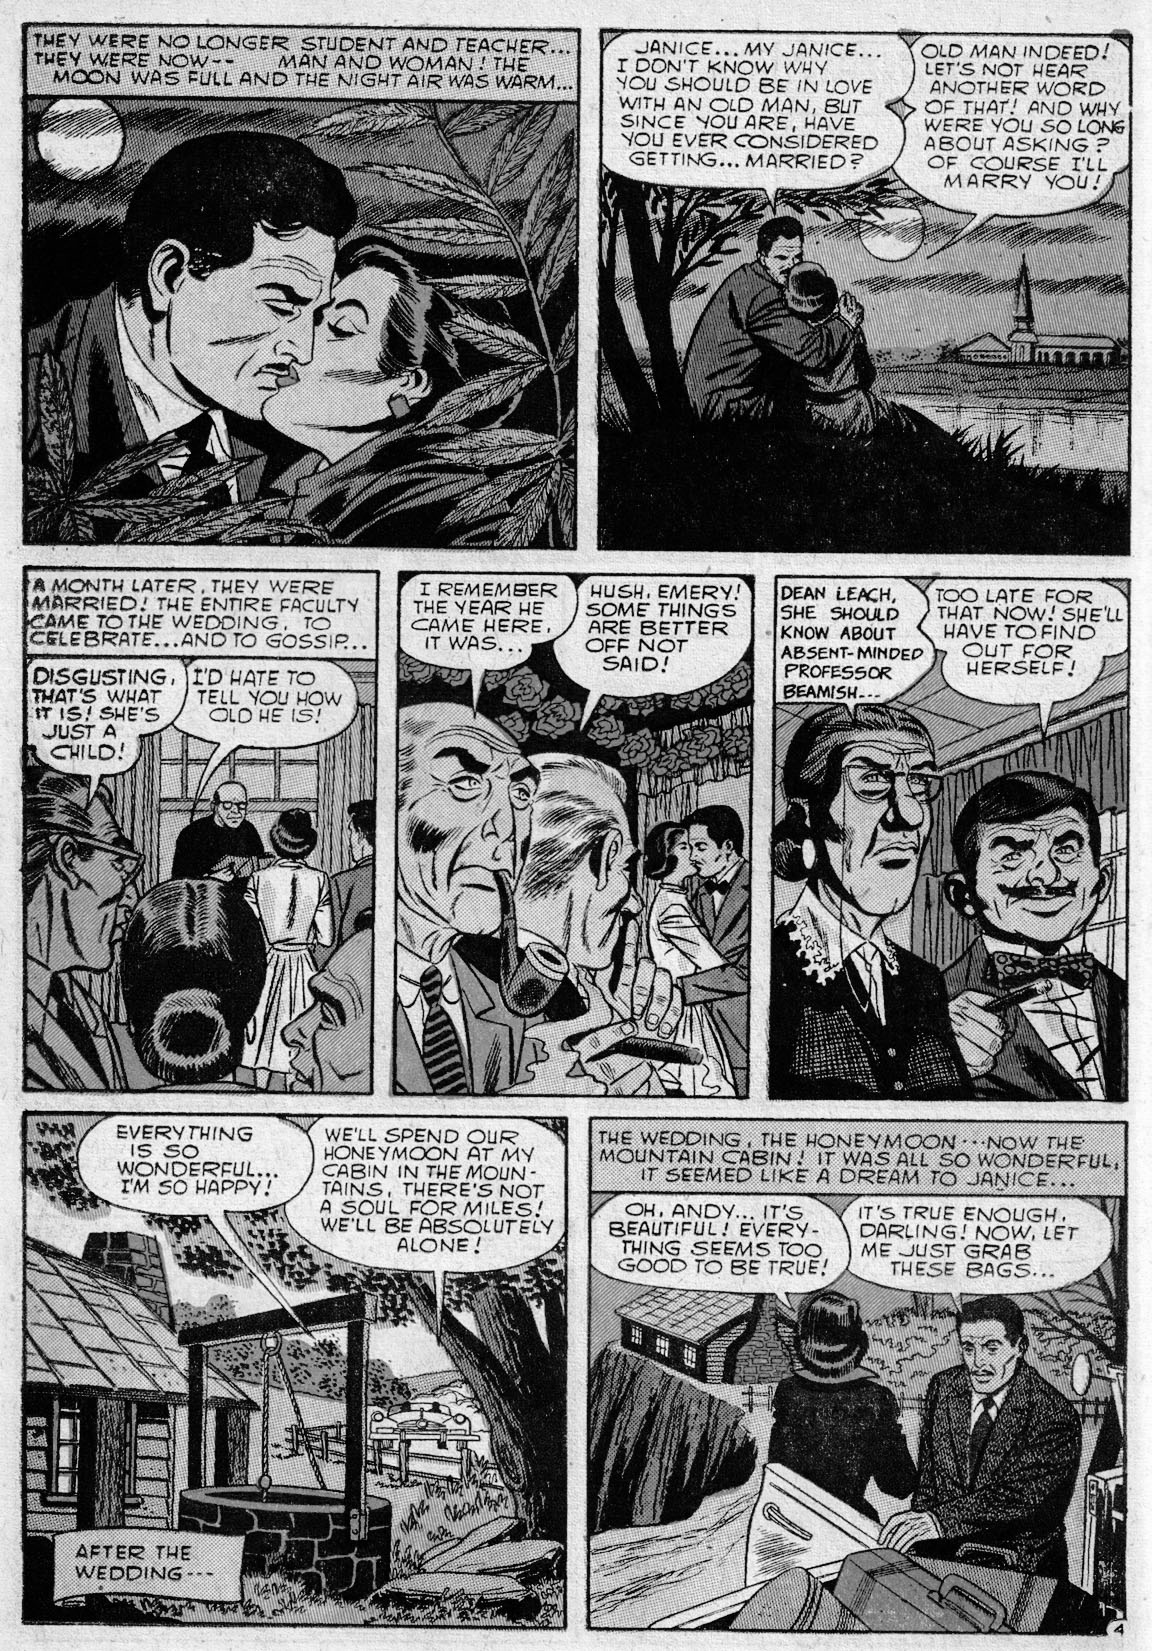 THEY WERE NO LONGER STUDENT AND TEACHER...
THEY WERE NOW-- MAN AND WOMAN! THE
MOON WAS FULL AND THE NIGHT AIR WAS WARM...
JANICE... MY JANICE...
I DON'T KNOW WHY
YOU SHOULD BE IN LOVE
WITH AN OLD MAN, BUT
SINCE YOU ARE, HAVE
YOU EVER CONSIDERED
GETTING... MARRIED?
OLD MAN INDEED!
LET'S NOT HEAR
ANOTHER WORD
OF THAT! AND WHY
WERE YOU SO LONG
ABOUT ASKING?
OF COURSE I'LL
MARRY YOU!
A MONTH LATER, THEY WERE
MARRIED! THE ENTIRE FACULTY
CAME TO THE WEDDING, TO
CELEBRATE...AND TO GOSSIP...
DISGUSTING,
THAT'S WHAT
IT IS! SHE'S
JUST A
CHILD!
I'D HATE TO
TELL YOU HOW
OLD HE IS!
I REMEMBER
THE YEAR HE
CAME HERE,
IT WAS...
HUSH, EMERY!
SOME THINGS
ARE BETTER
OFF NOT
SAID!
DEAN LEACH,
SHE SHOULD
KNOW ABOUT
ABSENT-MINDED
PROFESSOR
BEAMISH---
TOO LATE FOR
THAT NOW! SHE'LL
HAVE TO FIND
OUT FOR
HERSELF!
EVERYTHING
IS SO
WONDERFUL...
I'M SO HAPPY!
WE'LL SPEND OUR
HONEYMOON AT MY
CABIN IN THE MOUN-
TAINS, THERE'S NOT
A SOUL FOR MILES!
WE'LL BE ABSOLUTELY
ALONE!
AFTER THE
WEDDING---
THE WEDDING, THE HONEYMOON...NOW THE
MOUNTAIN CABIN! IT WAS ALL SO WONDERFUL,
IT SEEMED LIKE A DREAM TO JANICE...
OH, ANDY... IT'S
BEAUTIFUL! EVERY-
THING SEEMS TOO
GOOD TO BE TRUE!
IT'S TRUE ENOUGH,
DARLING! NOW, LET
ME JUST GRAB
THESE BAGS...
4